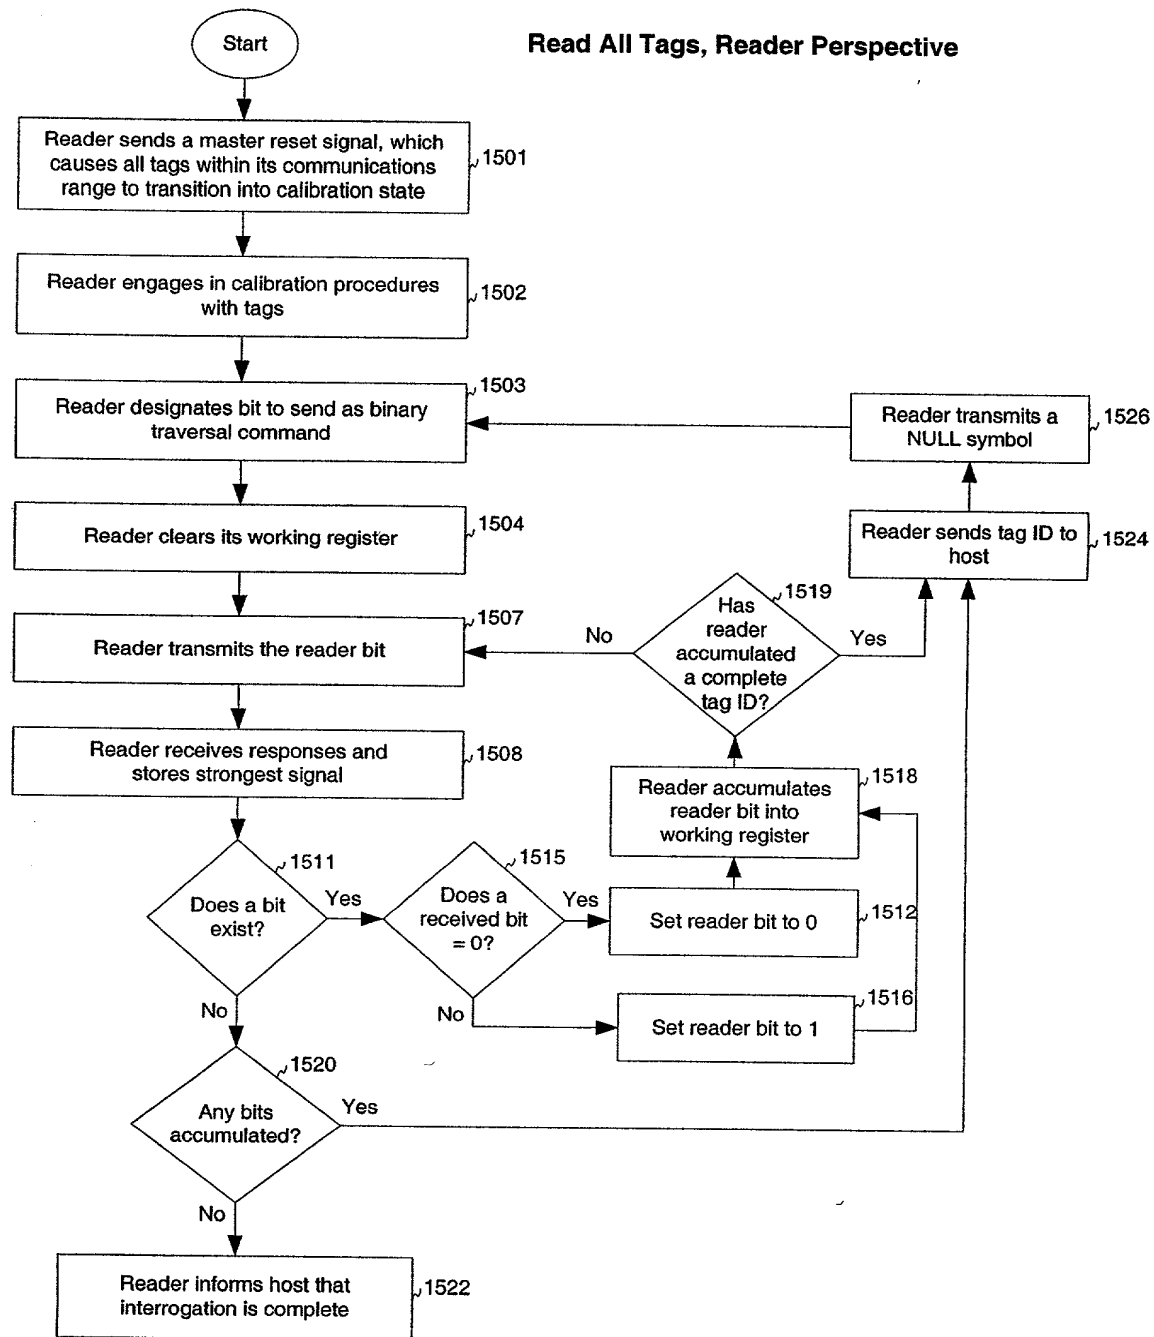 Start
Read All Tags, Reader Perspective
Reader sends a master reset signal, which
causes all tags within its communications
range to transition into calibration state
1501
Reader engages in calibration procedures
with tags
1502
Reader designates bit to send as binary
traversal command
1503
Reader transmits a
NULL symbol
1526
Reader clears its working register
1504
Reader sends tag ID to
host
1524
Reader transmits the reader bit
1507
No
Has
reader
accumulated
a complete
tag ID?
1519
Yes
Reader receives responses and
stores strongest signal
1508
Reader accumulates
reader bit into
working register
1518
Does a bit
exist?
1511
Yes
Does a
received bit
= 0?
1515
Yes
Set reader bit to 0
1512
No
No
Set reader bit to 1
1516
Any bits
accumulated?
1520
Yes
No
Reader informs host that
interrogation is complete
1522